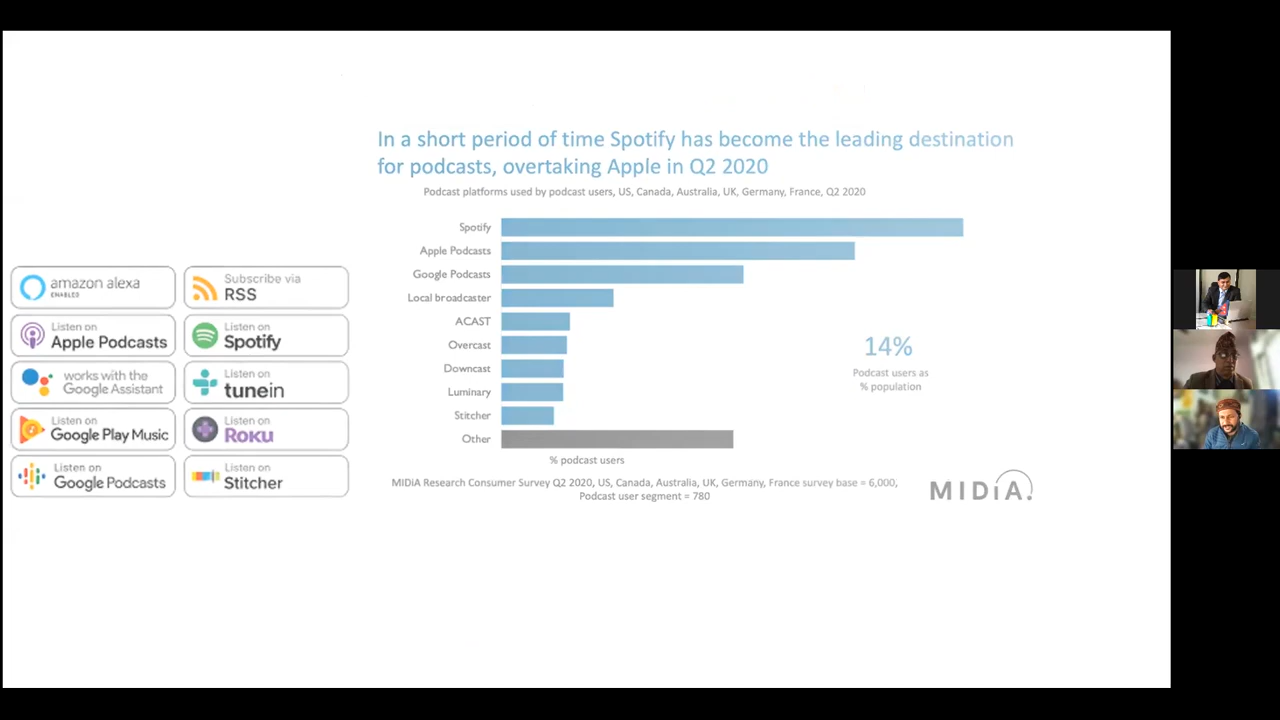 In a short period of time Spotify has become the leading destination
for podcasts, overtaking Apple in Q2 2020
Podcast platforms used by podcast users, US, Canada, Australia, UK, Germany, France, Q2 2020
Spotify
Apple Podcasts
Google Podcasts
Local broadcaster
ACAST
Overcast
Downcast
Luminary
Stitcher
Other
% podcast users
14%
Podcast users as
% population
MIDiA Research Consumer Survey Q2 2020, US, Canada, Australia, UK, Germany, France survey base = 6,000,
Podcast user segment = 780
MIDiA.
amazon alexa
ENABLED
Subscribe via
RSS
Listen on
Apple Podcasts
Listen on
Spotify
works with the
Google Assistant
Listen on
tunein
Listen on
Google Play Music
Listen on
Roku
Listen on
Google Podcasts
Listen on
Stitcher